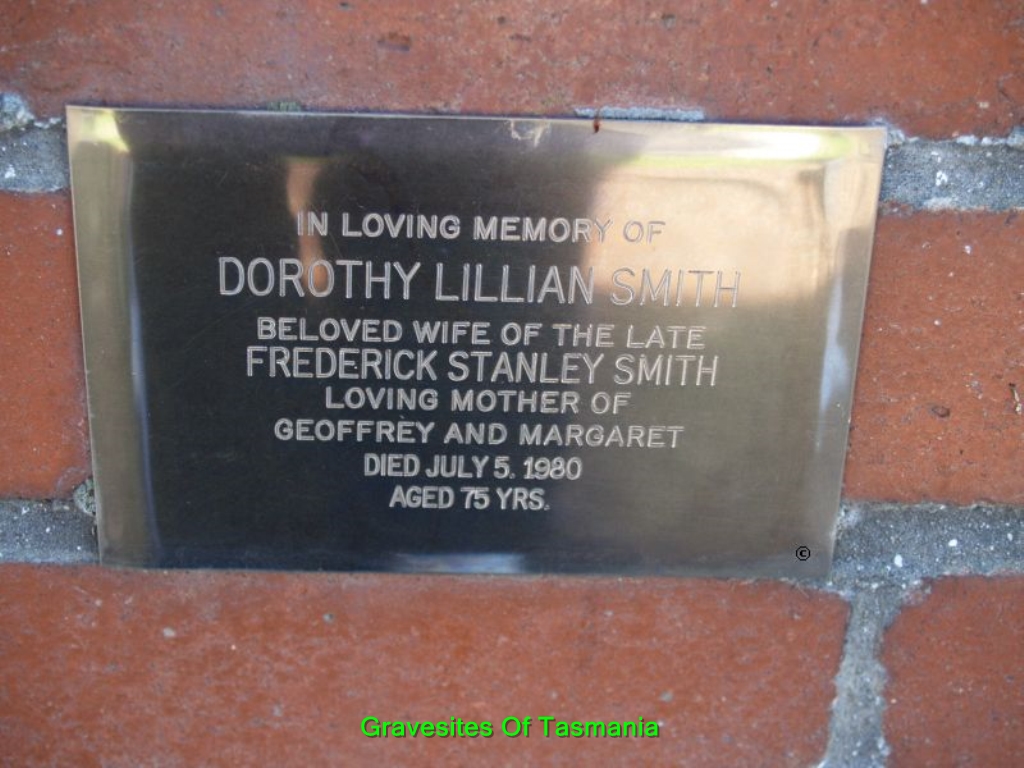 IN LOVING MEMORY OF
DOROTHY LILLIAN SMITH
BELOVED WIFE OF THE LATE
FREDERICK STANLEY SMITH
LOVING MOTHER OF
GEOFFREY AND MARGARET
DIED JULY 5. 1980
AGED 75 YRS.
©
Gravesites Of Tasmania